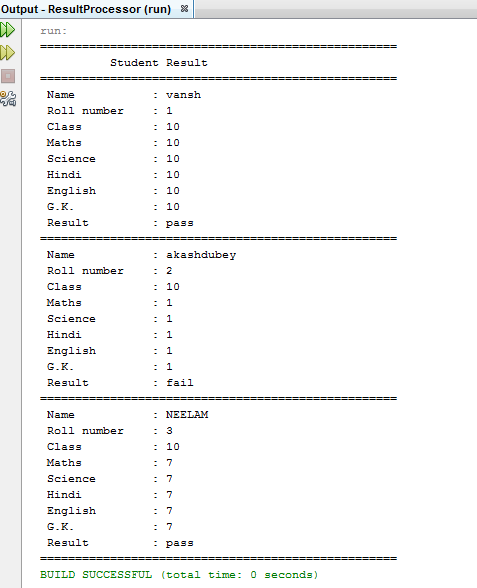 Output - ResultProcessor (run)
run:
===================================================
Student Result
===================================================
Name : vansh
Roll number : 1
Class : 10
Maths : 10
Science : 10
Hindi : 10
English : 10
G.K. : 10
Result : pass
===================================================
Name : akashdubey
Roll number : 2
Class : 10
Maths : 1
Science : 1
Hindi : 1
English : 1
G.K. : 1
Result : fail
===================================================
Name : NEELAM
Roll number : 3
Class : 10
Maths : 7
Science : 7
Hindi : 7
English : 7
G.K. : 7
Result : pass
===================================================
BUILD SUCCESSFUL (total time: 0 seconds)